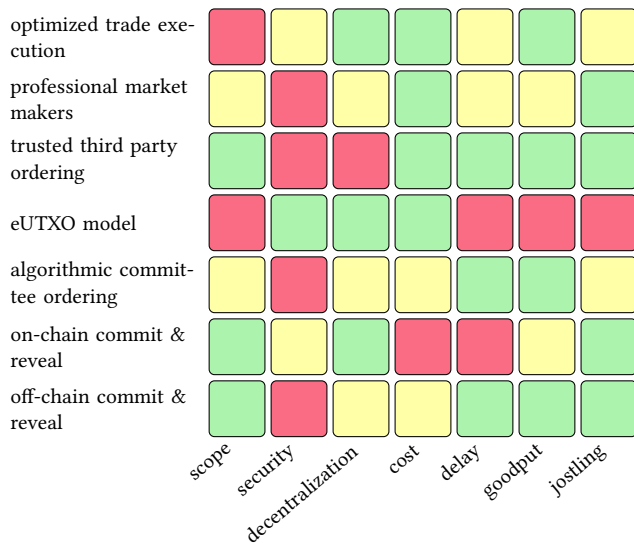 optimized trade exe-
cution
professional market
makers
trusted third party
ordering
eUTXO model
algorithmic commit-
tee ordering
on-chain commit &
reveal
off-chain commit &
reveal
scope
security
decentralization
cost
delay
goodput
jostling